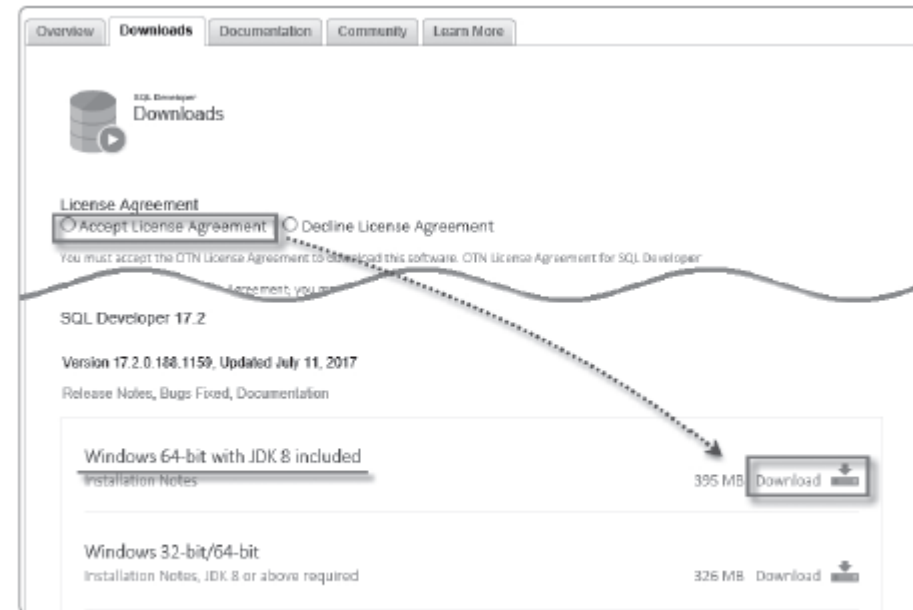 Overview Downloads Documentation Community Learn More
SQL Developer
Downloads
License Agreement
Accept License Agreement Decline License Agreement
You must accept the OTN License Agreement to download this software. OTN License Agreement for SQL Developer
Agreement, you
SQL Developer 17.2
Version 17.2.0.188.1159, Updated July 11, 2017
Release Notes, Bugs Fixed, Documentation
Windows 64-bit with JDK 8 included
Installation Notes 395 MB Download
Windows 32-bit/64-bit
Installation Notes, JDK 8 or above required 326 MB Download